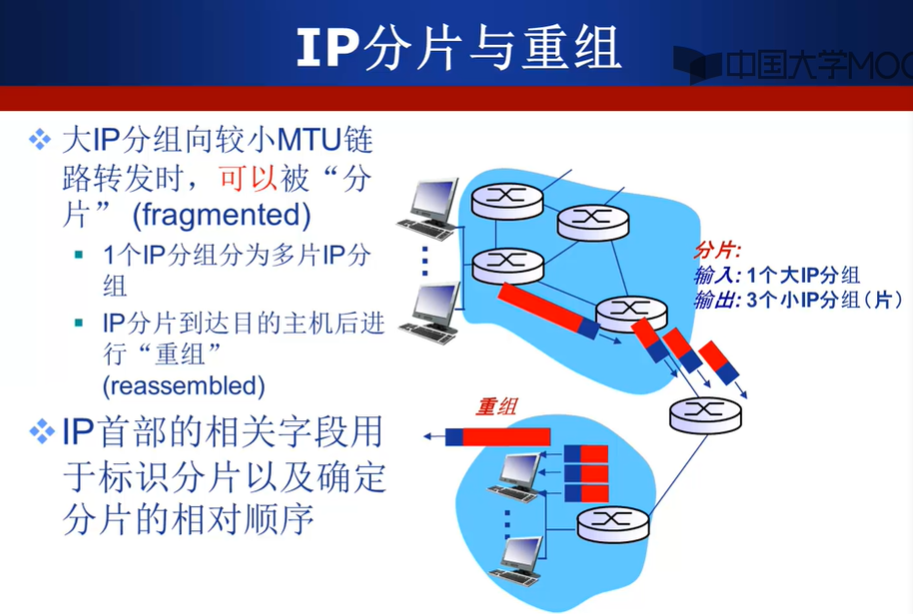 IP分片与重组
中国大学MOO
大IP分组向较小MTU链
路转发时，可以被“分
片” (fragmented)
1个IP分组分为多片IP分
组
IP分片到达目的主机后进
行“重组”
(reassembled)
IP首部的相关字段用
于标识分片以及确定
分片的相对顺序
分片:
输入: 1个大IP分组
输出: 3个小IP分组（片）
重组